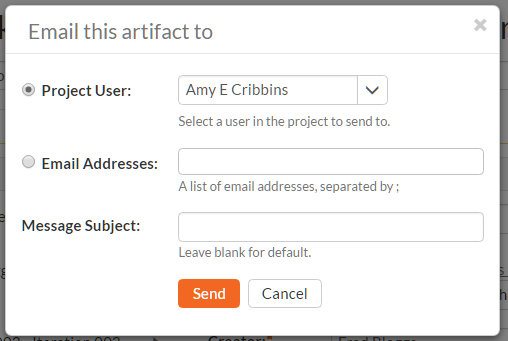 Email this artifact to ×
Project User: Amy E Cribbins
Select a user in the project to send to.
Email Addresses:
A list of email addresses, separated by ;
Message Subject:
Leave blank for default.
Send Cancel